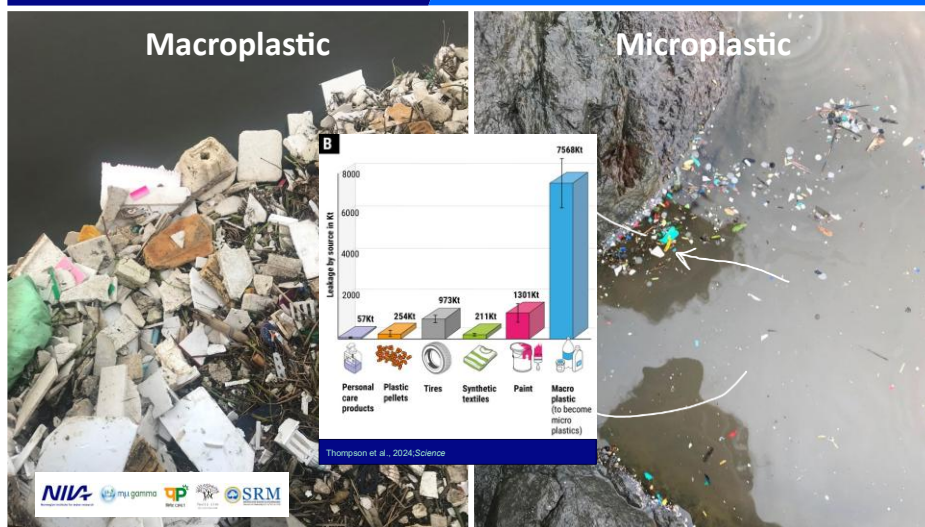 Macroplastic
Microplastic
B
7568Kt
8000
6000
4000
2000
Leakage by source in Kt
57Kt
254Kt
973Kt
211Kt
1301Kt
Personal
care
products
Plastic
pellets
Tires
Synthetic
textiles
Paint
Macro
plastic
(to become
micro
plastics)
Thompson et al., 2024;Science
NIVA
mµ gamma
SRM